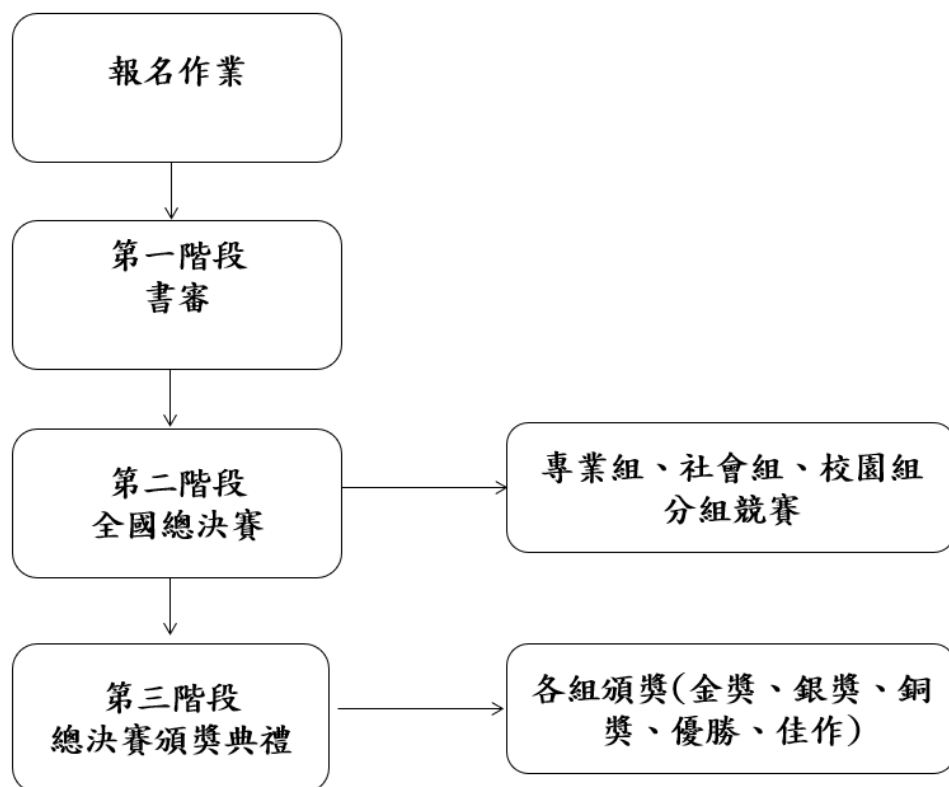 報名作業
第一階段
書審
第二階段
全國總決賽
專業組、社會組、校園組
分組競賽
第三階段
總決賽頒獎典禮
各組頒獎(金獎、銀獎、銅
獎、優勝、佳作)